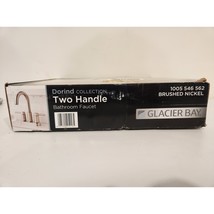 Dorind COLLECTION
Two Handle
Bathroom Faucet
1005 546 562
BRUSHED NICKEL
GLACIER BAY